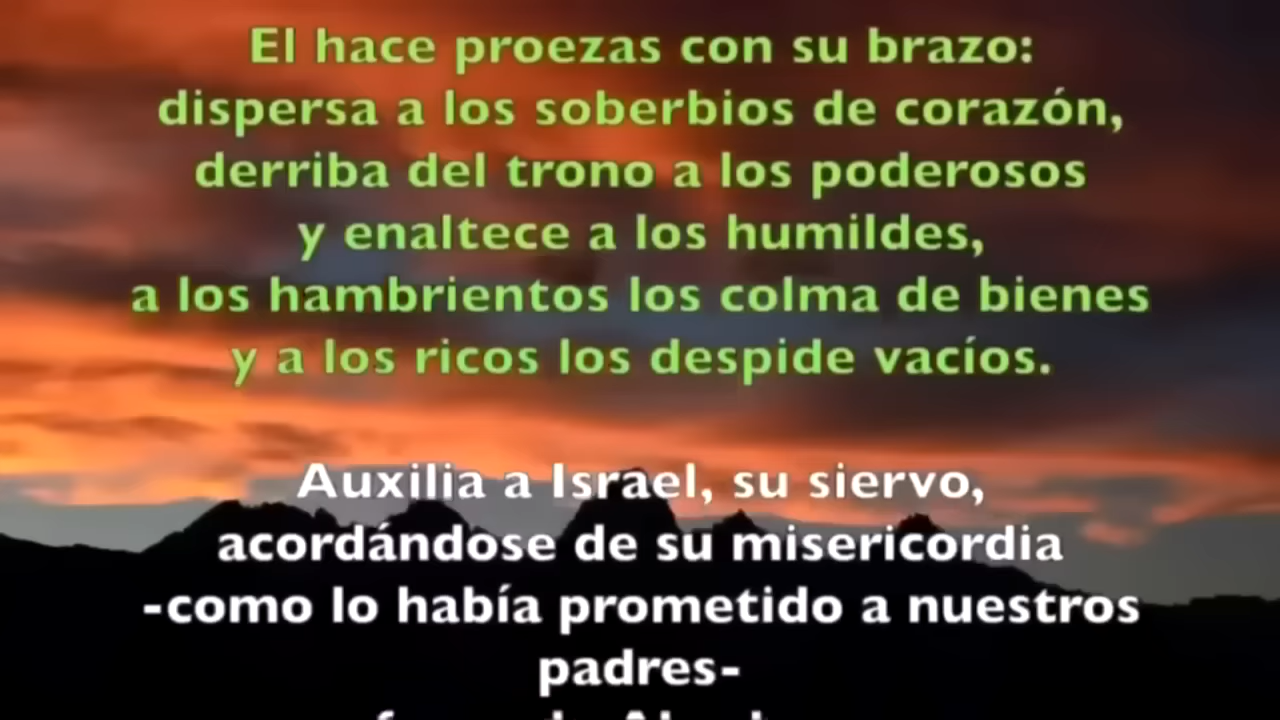 El hace proezas con su brazo:
dispersa a los soberbios de corazón,
derriba del trono a los poderosos
y enaltece a los humildes,
a los hambrientos los colma de bienes
y a los ricos los despide vacíos.
Auxilia a Israel, su siervo,
acordándose de su misericordia
-como lo había prometido a nuestros
padres-